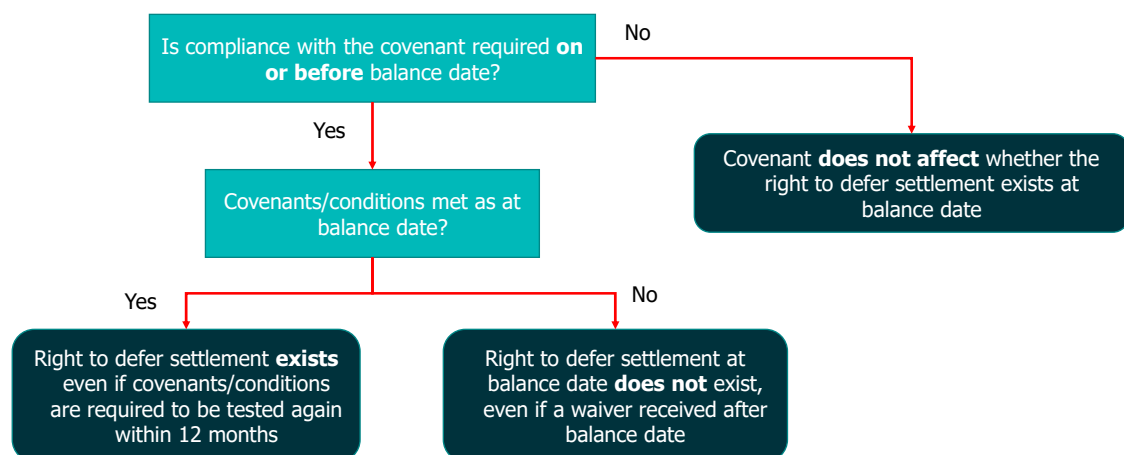 Is compliance with the covenant required on
or before balance date?
No
Yes
Covenant does not affect whether the
right to defer settlement exists at
balance date
Covenants/conditions met as at
balance date?
Yes
No
Right to defer settlement exists
even if covenants/conditions
are required to be tested again
within 12 months
Right to defer settlement at
balance date does not exist,
even if a waiver received after
balance date